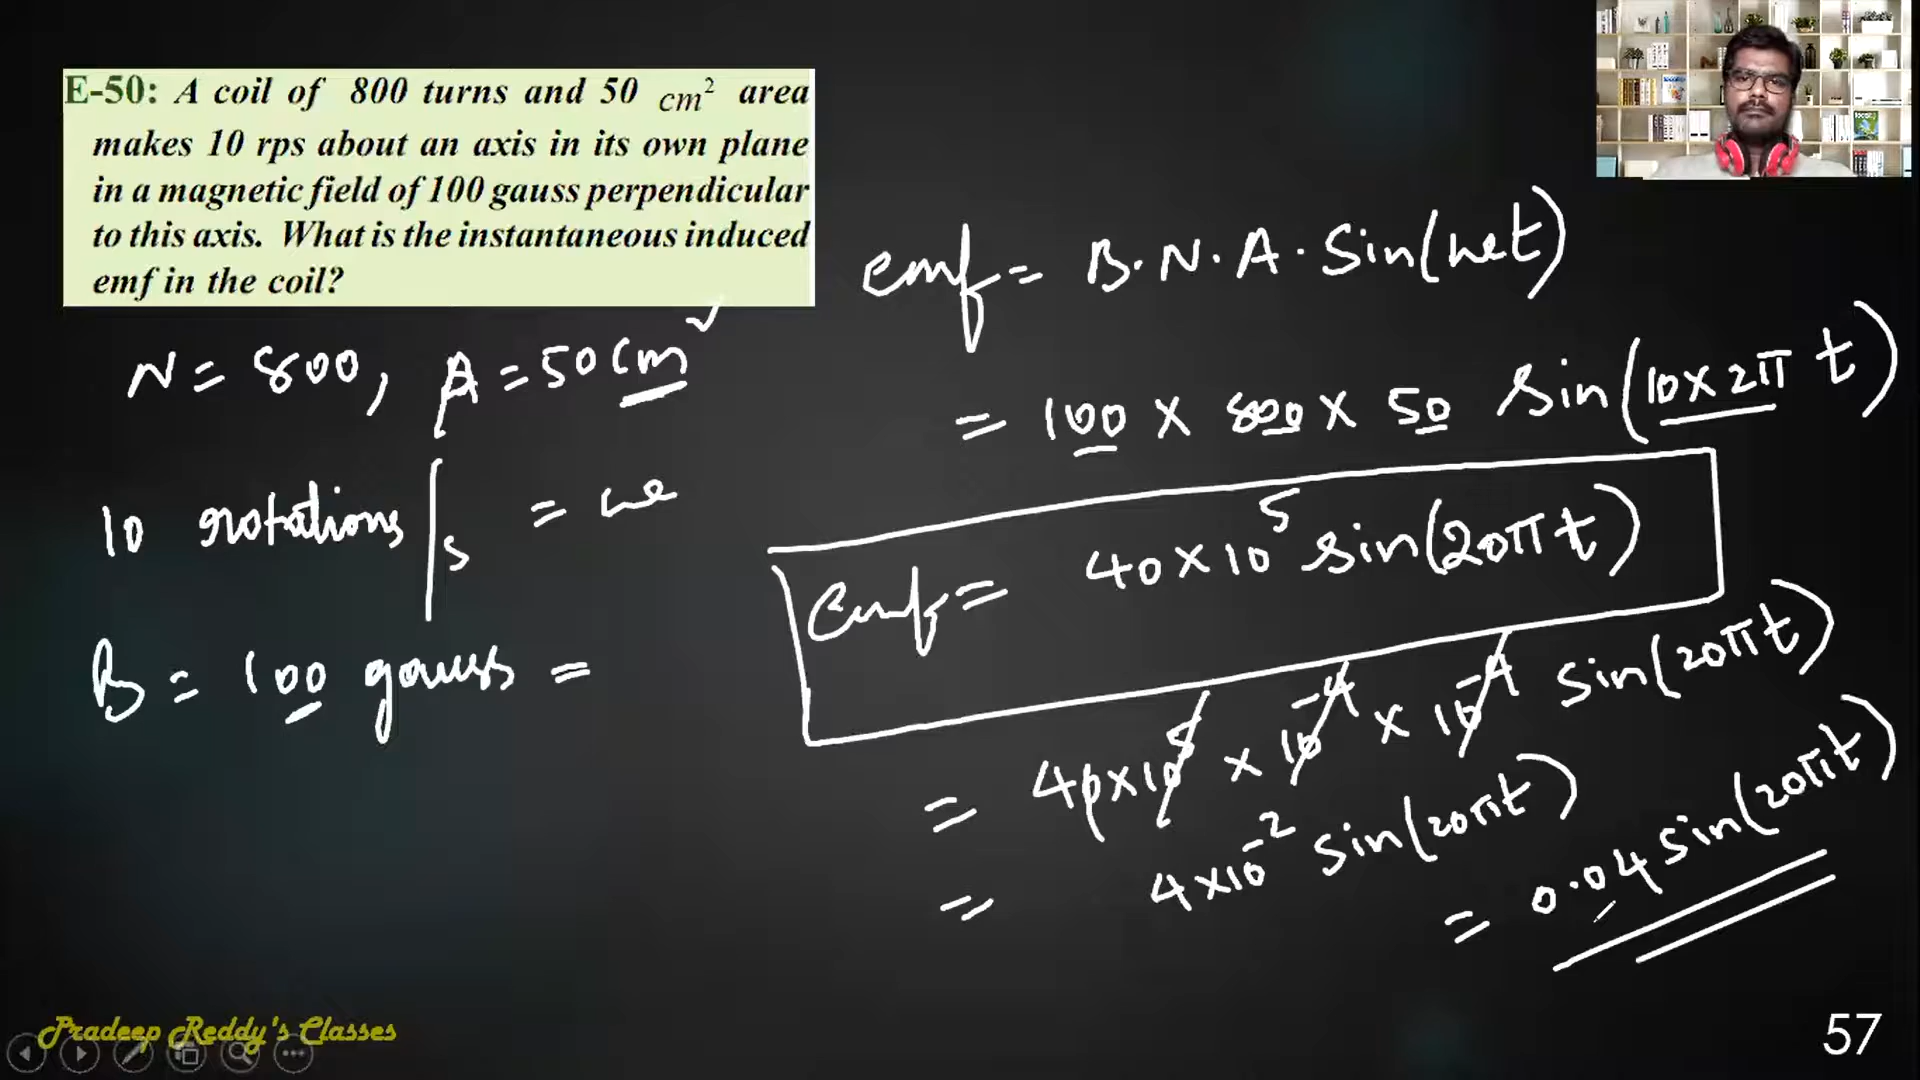 E-50: A coil of 800 turns and 50 cm² area
makes 10 rps about an axis in its own plane
in a magnetic field of 100 gauss perpendicular
to this axis. What is the instantaneous induced
emf in the coil?
N = 800, A = 50 cm²
10 rotations / s = ω
B = 100 gauss =
emf = B·N·A·Sin(ωt)
= 100 × 800 × 50 sin(10×2π t)
emf = 40×10⁵ sin(20π t)
= 40×10⁵ × 10⁻⁴ × 10⁻⁴ sin(20πt)
= 4×10⁻² sin(20πt)
= 0.04 sin(20πt)
Pradeep Reddy's Classes
57